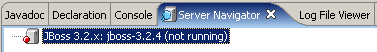 Javadoc Declaration Console Server Navigator Log File Viewer
JBoss 3.2.x: jboss-3.2.4 (not running)